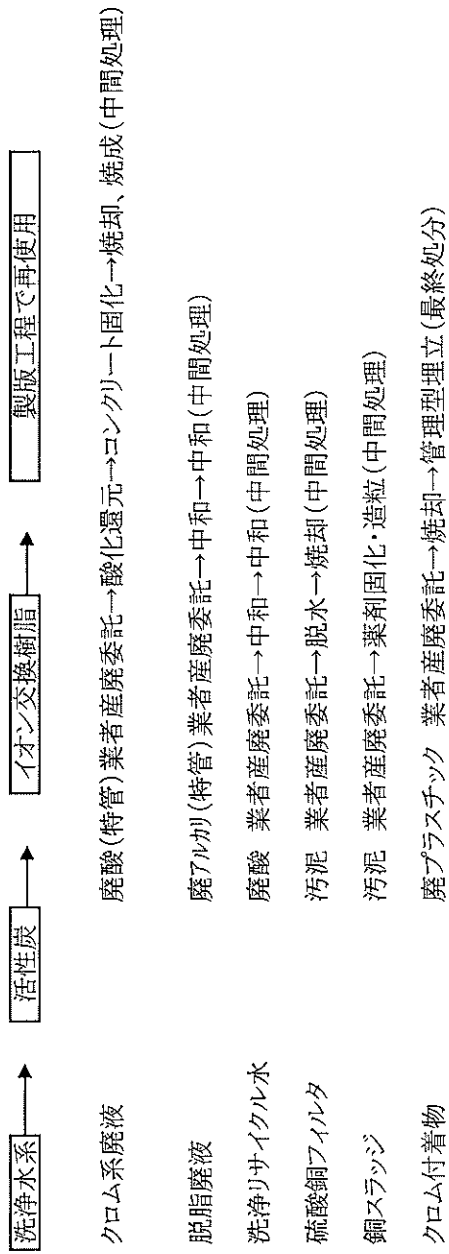 洗浄水系→活性炭→イオン交換樹脂→製版工程で再使用
クロム系廃液 廃酸(特管)業者産廃委託→酸化還元→コンクリート固化→焼却、焼成(中間処理)
脱脂廃液 廃アルカリ(特管)業者産廃委託→中和→中和(中間処理)
洗浄リサイクル水 廃酸 業者産廃委託→中和→中和(中間処理)
硫酸銅フィルタ 汚泥 業者産廃委託→脱水→焼却(中間処理)
銅スラッジ 汚泥 業者産廃委託→薬剤固化・造粒(中間処理)
クロム付着物 廃プラスチック 業者産廃委託→焼却→管理型埋立(最終処分)